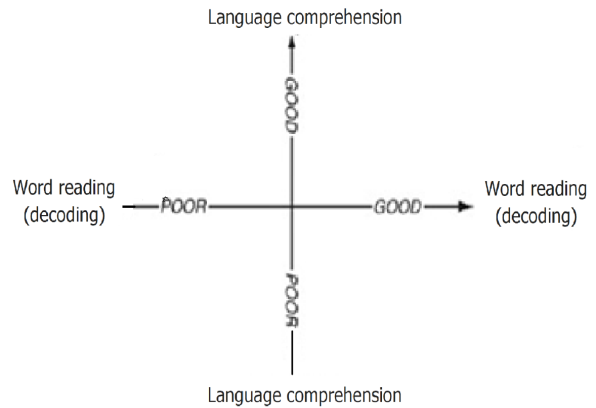 Language comprehension
GOOD
Word reading
(decoding)
POOR
GOOD
Word reading
(decoding)
POOR
Language comprehension